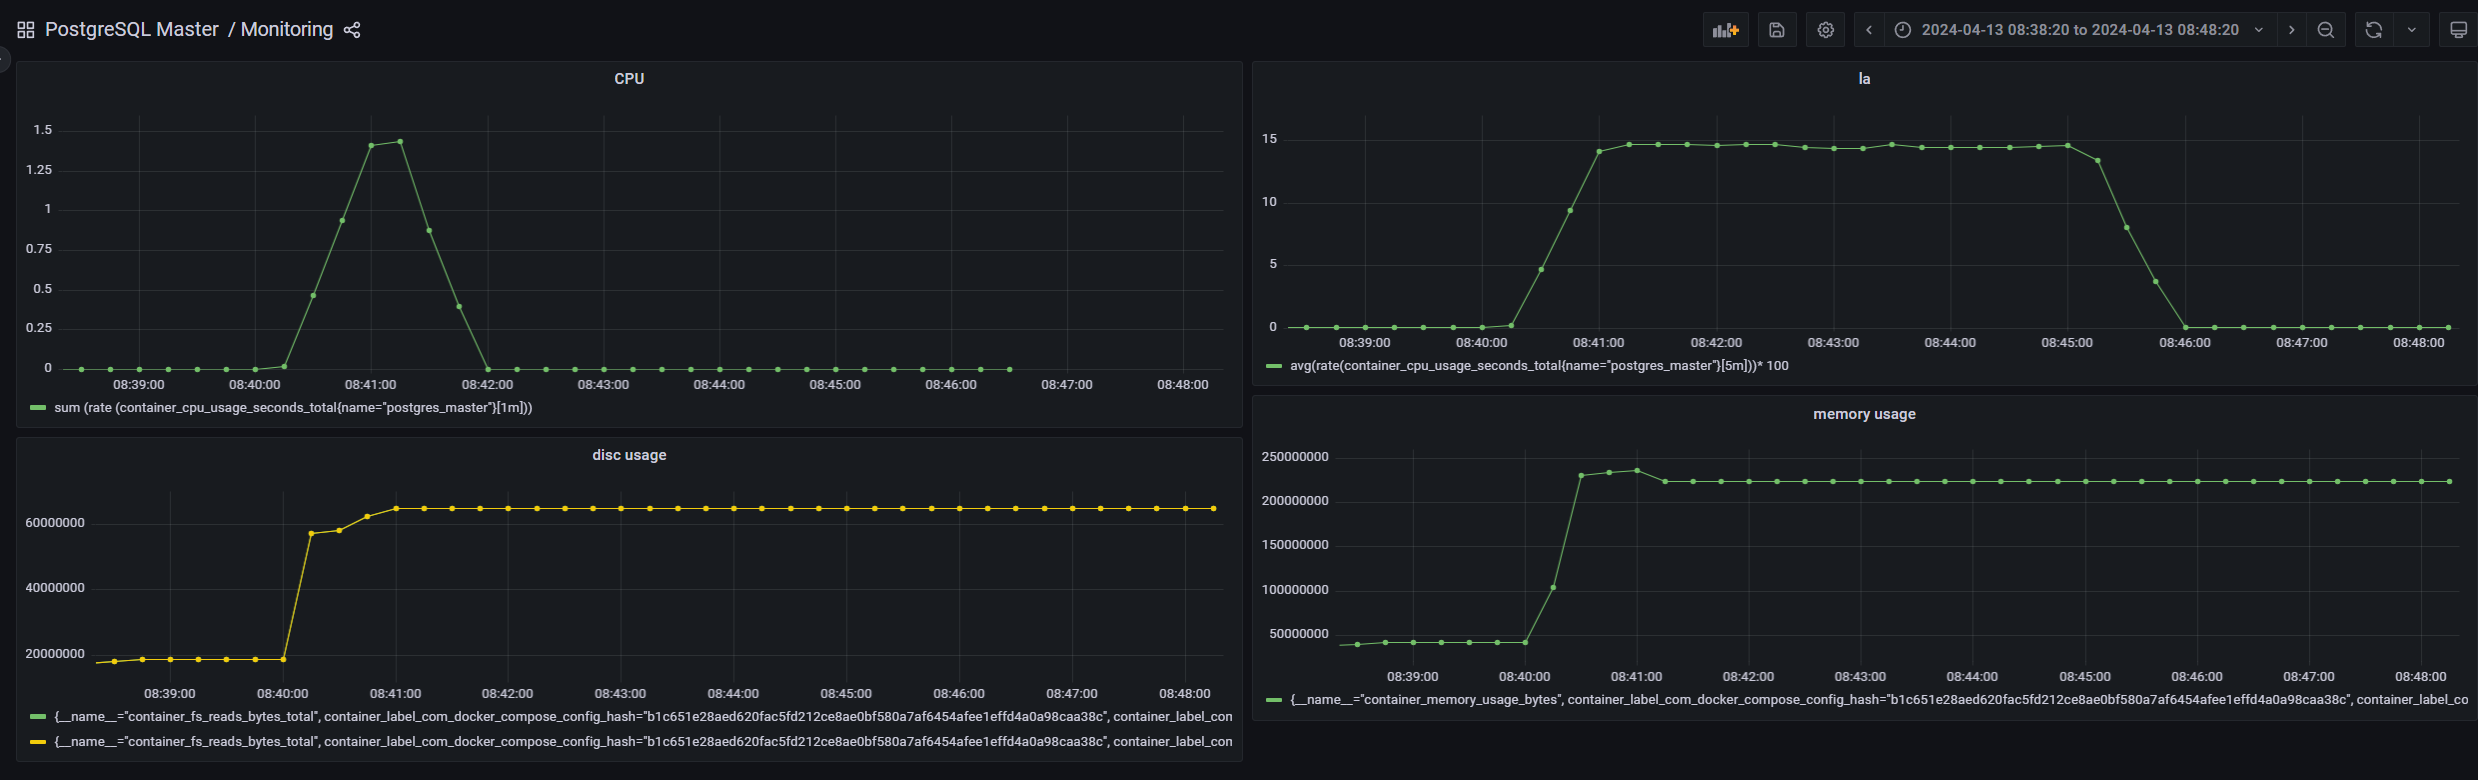 PostgreSQL Master / Monitoring
2024-04-13 08:38:20 to 2024-04-13 08:48:20
CPU
1.5
1.25
1
0.75
0.5
0.25
0
08:39:00 08:40:00 08:41:00 08:42:00 08:43:00 08:44:00 08:45:00 08:46:00 08:47:00 08:48:00
sum (rate (container_cpu_usage_seconds_total{name="postgres_master"}[1m]))
la
15
10
5
0
08:39:00 08:40:00 08:41:00 08:42:00 08:43:00 08:44:00 08:45:00 08:46:00 08:47:00 08:48:00
avg(rate(container_cpu_usage_seconds_total{name="postgres_master"}[5m]))* 100
disc usage
60000000
40000000
20000000
08:39:00 08:40:00 08:41:00 08:42:00 08:43:00 08:44:00 08:45:00 08:46:00 08:47:00 08:48:00
{__name__="container_fs_reads_bytes_total", container_label_com_docker_compose_config_hash="b1c651e28aed620fac5fd212ce8ae0bf580a7af6454afee1effd4a0a98caa38c", container_label_con
{__name__="container_fs_reads_bytes_total", container_label_com_docker_compose_config_hash="b1c651e28aed620fac5fd212ce8ae0bf580a7af6454afee1effd4a0a98caa38c", container_label_con
memory usage
250000000
200000000
150000000
100000000
50000000
08:39:00 08:40:00 08:41:00 08:42:00 08:43:00 08:44:00 08:45:00 08:46:00 08:47:00 08:48:00
{__name__="container_memory_usage_bytes", container_label_com_docker_compose_config_hash="b1c651e28aed620fac5fd212ce8ae0bf580a7af6454afee1effd4a0a98caa38c", container_label_co